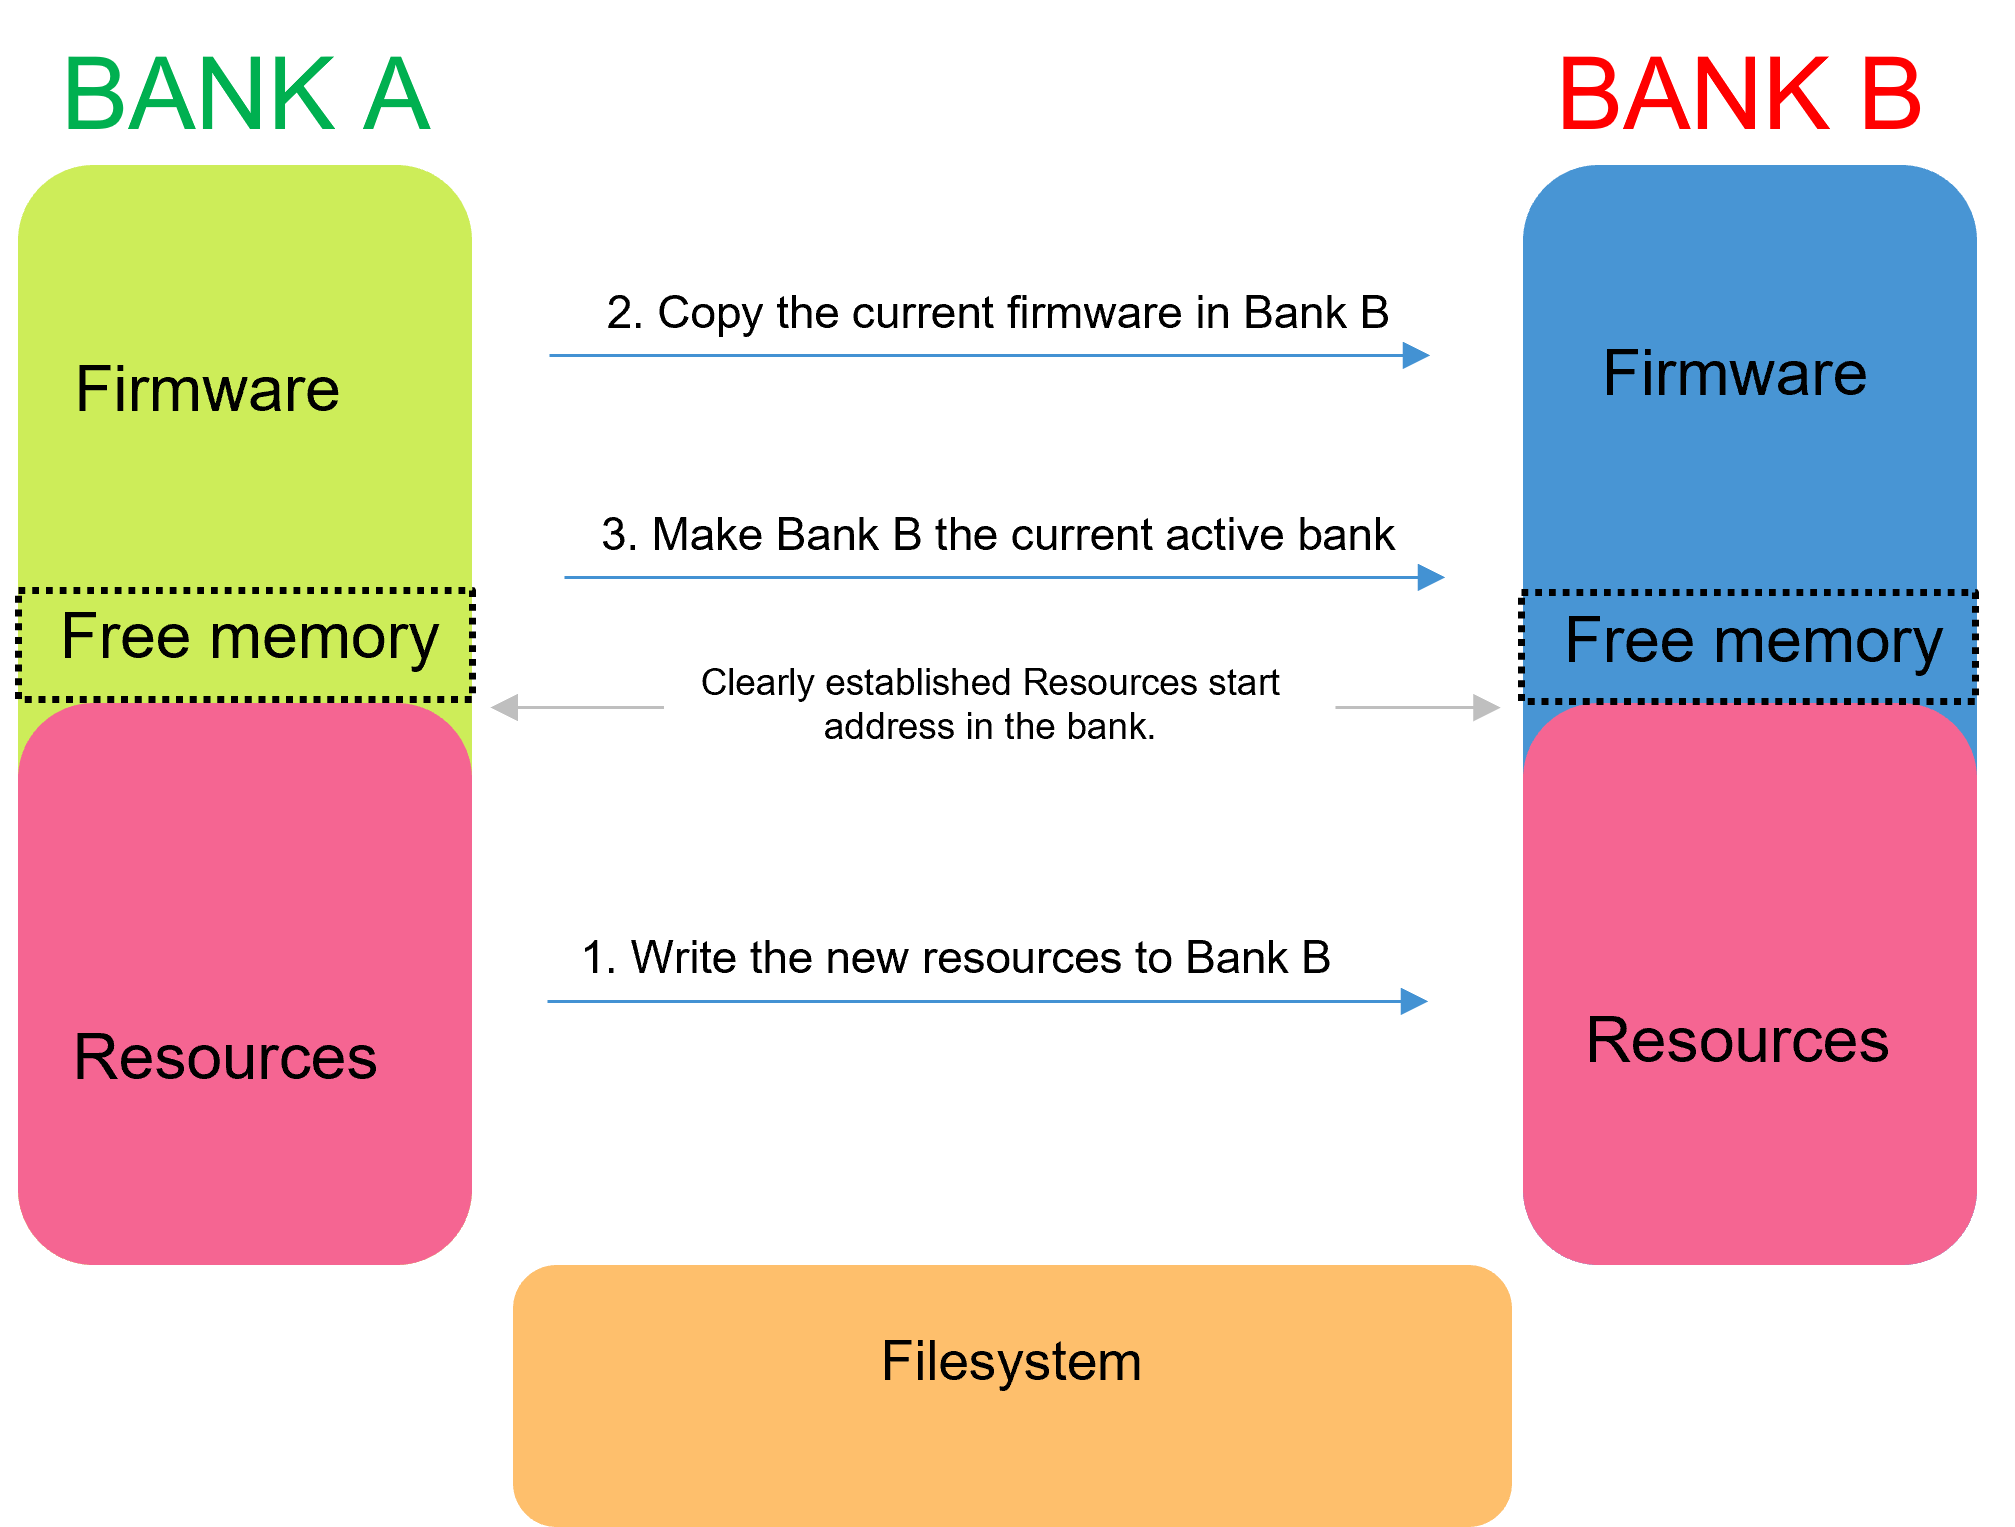 BANK A
BANK B
2. Copy the current firmware in Bank B
Firmware
Firmware
3. Make Bank B the current active bank
Free memory
Free memory
Clearly established Resources start
address in the bank.
1. Write the new resources to Bank B
Resources
Resources
Filesystem